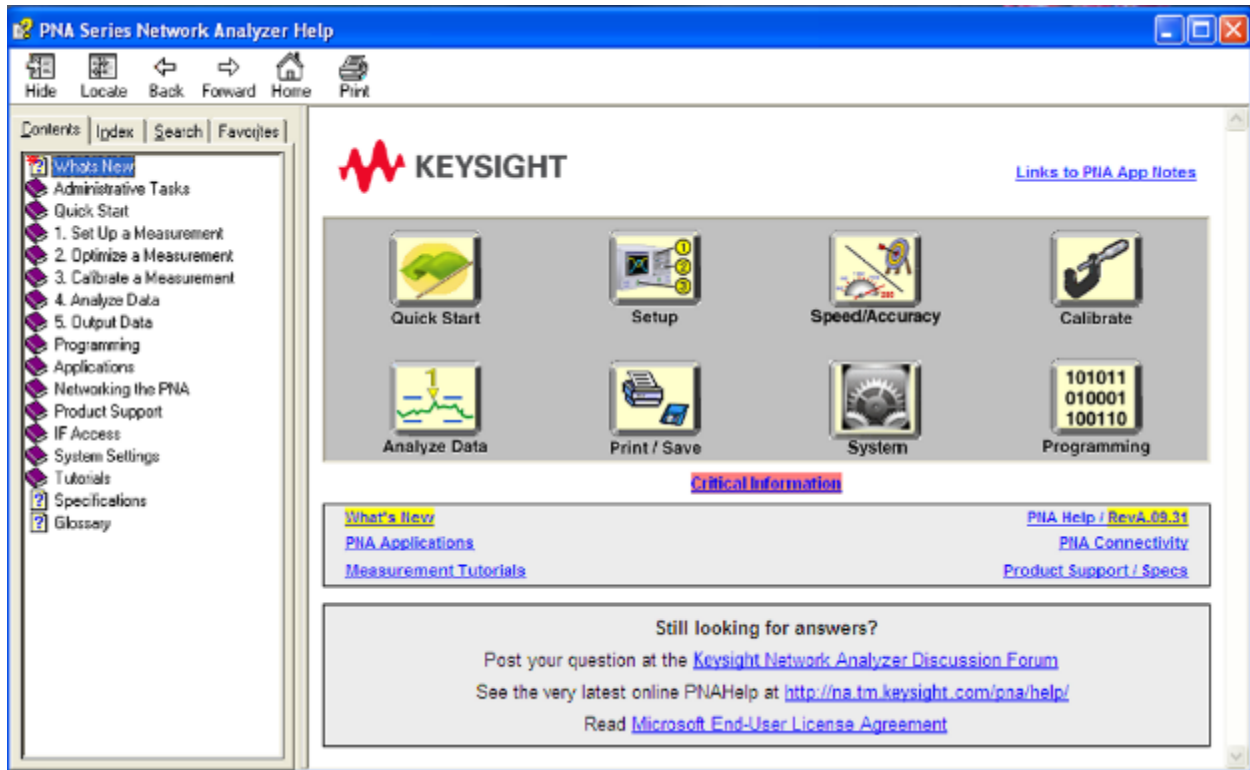 PNA Series Network Analyzer Help
Hide Locate Back Forward Home Print
Contents Index Search Favorites
Whats New
Administrative Tasks
Quick Start
1. Set Up a Measurement
2. Optimize a Measurement
3. Calibrate a Measurement
4. Analyze Data
5. Output Data
Programming
Applications
Networking the PNA
Product Support
IF Access
System Settings
Tutorials
Specifications
Glossary
KEYSIGHT
Links to PNA App Notes
1
2
3
Quick Start Setup Speed/Accuracy Calibrate
1
101011
010001
100110
Analyze Data Print / Save System Programming
Critical Information
What's New PNA Help / RevA.09.31
PNA Applications PNA Connectivity
Measurement Tutorials Product Support / Specs
Still looking for answers?
Post your question at the Keysight Network Analyzer Discussion Forum
See the very latest online PNAHelp at http://na.tm.keysight.com/pna/help/
Read Microsoft End-User License Agreement